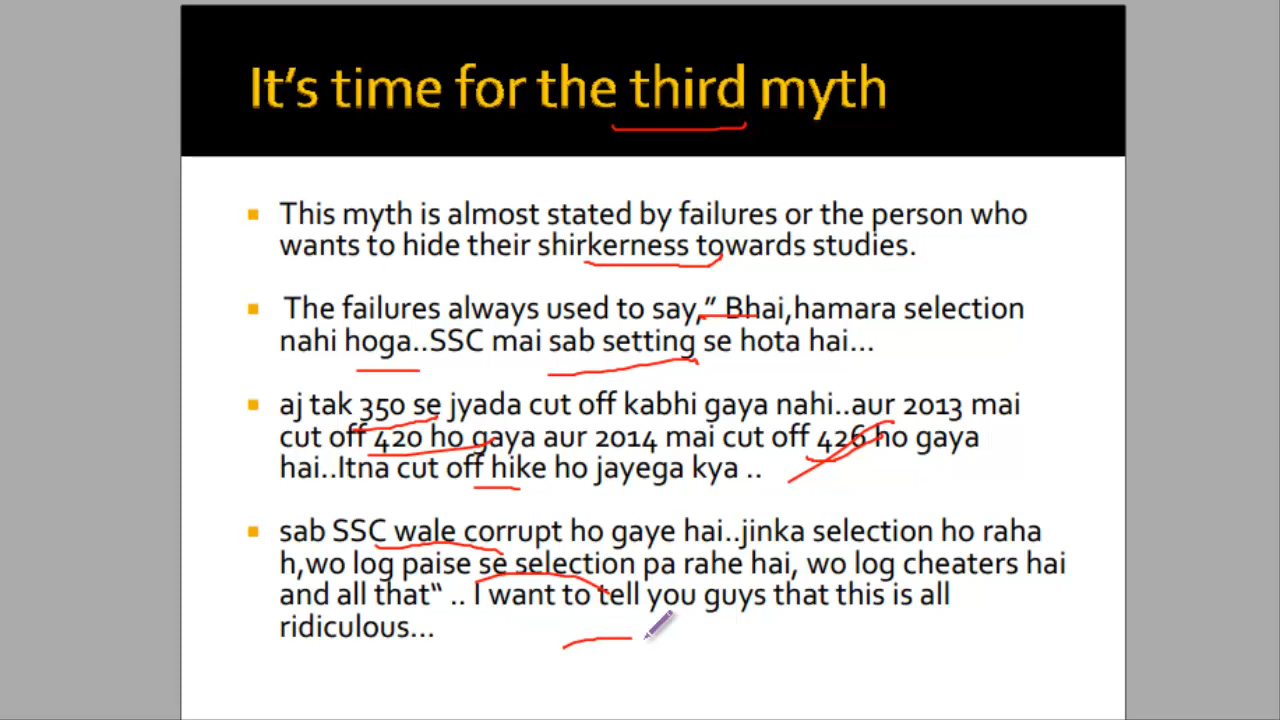 It's time for the third myth
This myth is almost stated by failures or the person who
wants to hide their shirkerness towards studies.
The failures always used to say,” Bhai,hamara selection
nahi hoga..SSC mai sab setting se hota hai...
aj tak 350 se jyada cut off kabhi gaya nahi..aur 2013 mai
cut off 420 ho gaya aur 2014 mai cut off 426 ho gaya
hai..Itna cut off hike ho jayega kya ..
sab SSC wale corrupt ho gaye hai..jinka selection ho raha
h,wo log paise se selection pa rahe hai, wo log cheaters hai
and all that“ .. I want to tell you guys that this is all
ridiculous...